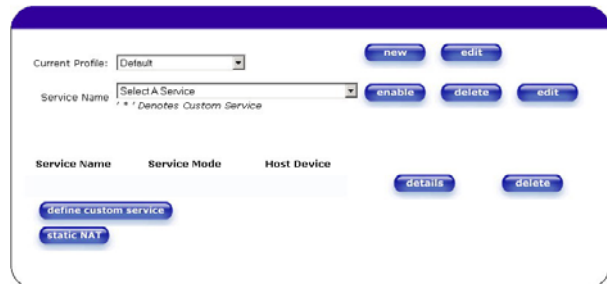 new edit
Current Profile: Default
Service Name Select A Service enable delete edit
' * ' Denotes Custom Service
Service Name Service Mode Host Device
details delete
define custom service
static NAT